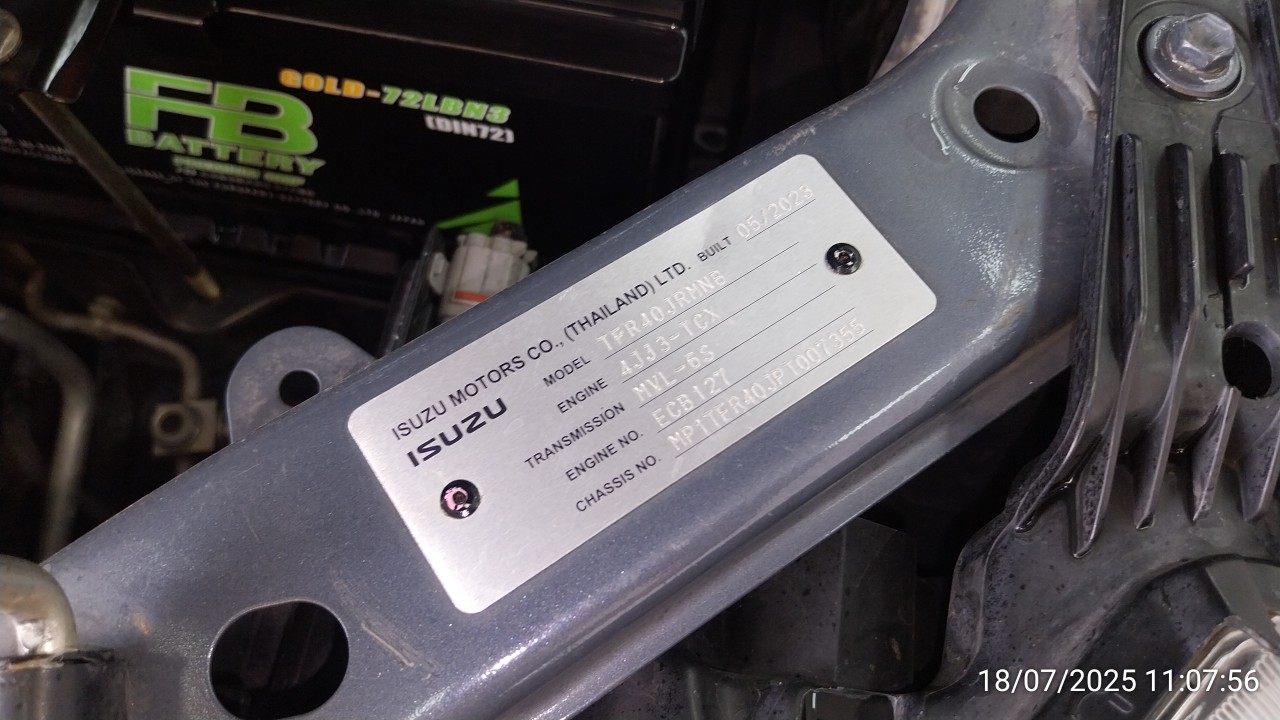 GOLD-72LBN3
(DIN72)
FB
BATTERY
ISUZU MOTORS CO., (THAILAND) LTD. BUILT 05/2023
ISUZU
MODEL TFR40JRMNB
ENGINE 4JJ3-TCX
TRANSMISSION MVL-6S
ENGINE NO. ECB127
CHASSIS NO. MP1TFR40JPT007355
18/07/2025 11:07:56